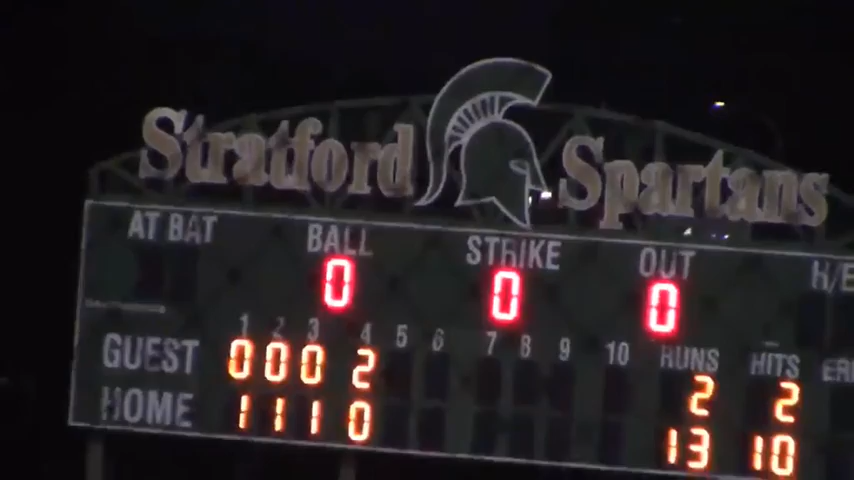 Stratford Spartans
AT BAT BALL STRIKE OUT H/E
0 0 0
1 2 3 4 5 6 7 8 9 10 RUNS HITS
GUEST 0 0 0 2 2 2
HOME 1 1 1 0 13 10